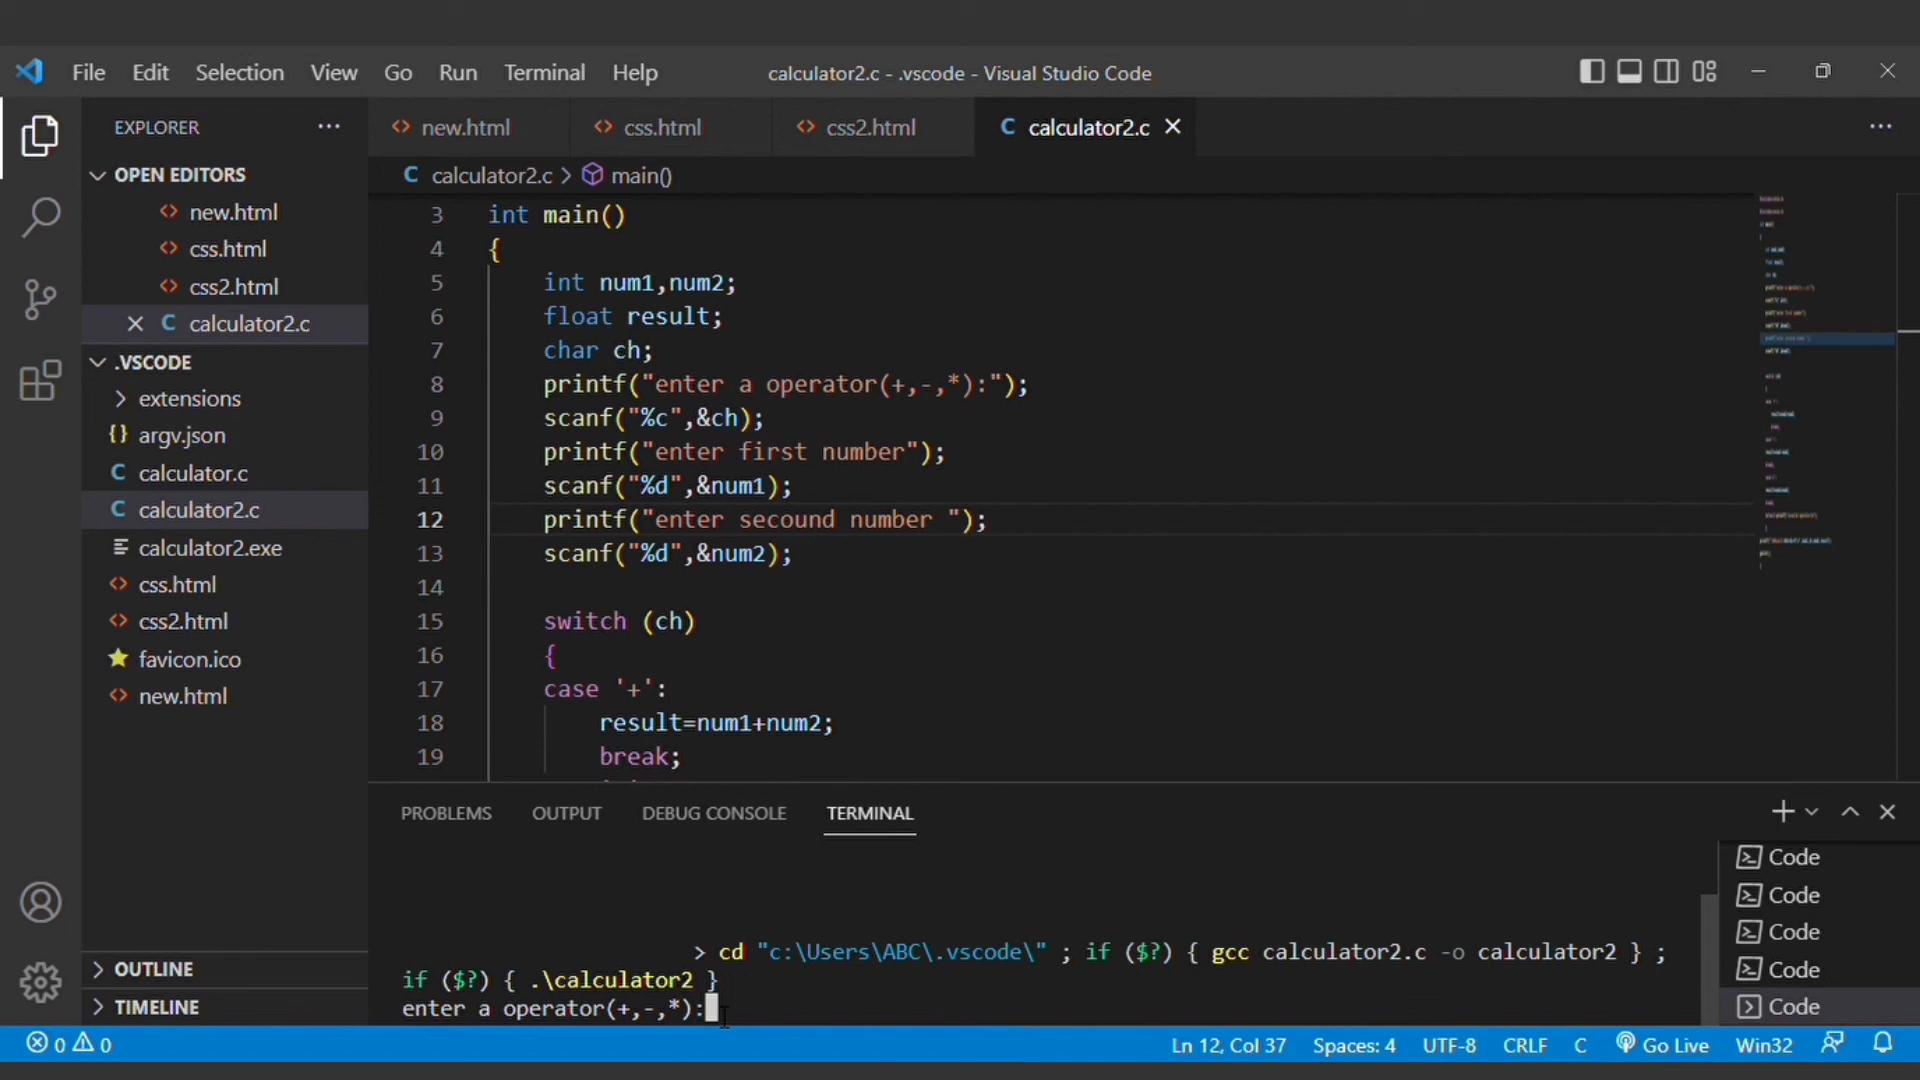 File Edit Selection View Go Run Terminal Help
calculator2.c - .vscode - Visual Studio Code
EXPLORER
OPEN EDITORS
new.html
css.html
css2.html
calculator2.c
.VSCODE
extensions
argv.json
calculator.c
calculator2.c
calculator2.exe
css.html
css2.html
favicon.ico
new.html
OUTLINE
TIMELINE
new.html css.html css2.html calculator2.c
calculator2.c > main()
3 int main()
4 {
5 int num1,num2;
6 float result;
7 char ch;
8 printf("enter a operator(+,-,*):");
9 scanf("%c",&ch);
10 printf("enter first number");
11 scanf("%d",&num1);
12 printf("enter secound number ");
13 scanf("%d",&num2);
14
15 switch (ch)
16 {
17 case '+':
18 result=num1+num2;
19 break;
PROBLEMS OUTPUT DEBUG CONSOLE TERMINAL
> cd "c:\Users\ABC\.vscode\" ; if ($?) { gcc calculator2.c -o calculator2 } ;
if ($?) { .\calculator2 }
enter a operator(+,-,*):
Code
Code
Code
Code
Code
0 0 Ln 12, Col 37 Spaces: 4 UTF-8 CRLF C Go Live Win32